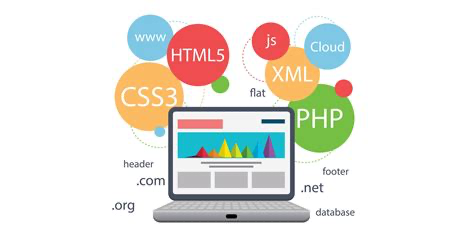 www
HTML5
js
Cloud
CSS3
flat
XML
PHP
header
footer
.com
.net
.org
database